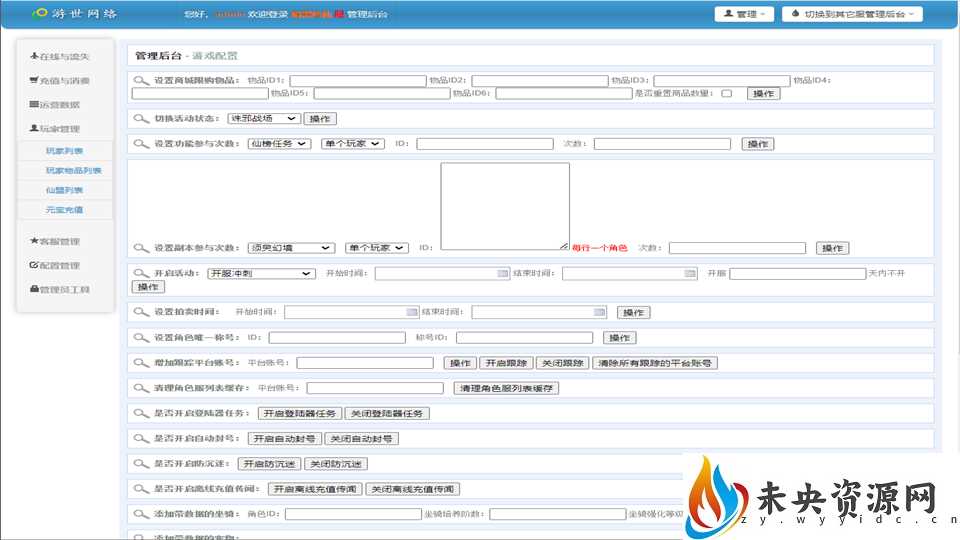 游世网络
您好，admin 欢迎登录 管理后台
管理
切换到其它服管理后台
在线与流失
充值与消费
运营数据
玩家管理
玩家列表
玩家物品列表
仙盟列表
元宝充值
客服管理
配置管理
管理员工具
管理后台 - 游戏配置
设置商城限购物品： 物品ID1： 物品ID2： 物品ID3： 物品ID4：
物品ID5： 物品ID6： 是否重置商品数量： 操作
切换活动状态： 诛邪战场 操作
设置功能参与次数： 仙榜任务 单个玩家 ID： 次数： 操作
设置副本参与次数： 须臾幻境 单个玩家 ID： 每行一个角色 次数： 操作
开启活动： 开服冲刺 开始时间： 结束时间： 开服 天内不开
操作
设置拍卖时间： 开始时间： 结束时间： 操作
设置角色唯一称号： ID： 称号ID： 操作
增加跟踪平台账号： 平台账号： 操作 开启跟踪 关闭跟踪 清除所有跟踪的平台账号
清理角色服列表缓存： 平台账号： 清理角色服列表缓存
是否开启登陆器任务： 开启登陆器任务 关闭登陆器任务
是否开启自动封号： 开启自动封号 关闭自动封号
是否开启防沉迷： 开启防沉迷 关闭防沉迷
是否开启离线充值传闻： 开启离线充值传闻 关闭离线充值传闻
添加带数据的坐骑： 角色ID： 坐骑培养阶数： 坐骑强化等级
添加带数据的宠物：
未央资源网
zy.wyyidc.cn